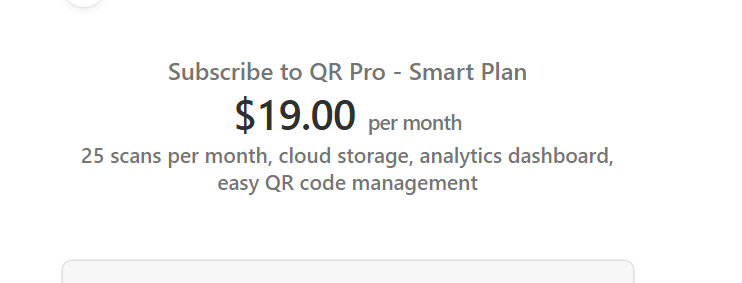 Subscribe to QR Pro - Smart Plan
$19.00 per month
25 scans per month, cloud storage, analytics dashboard,
easy QR code management